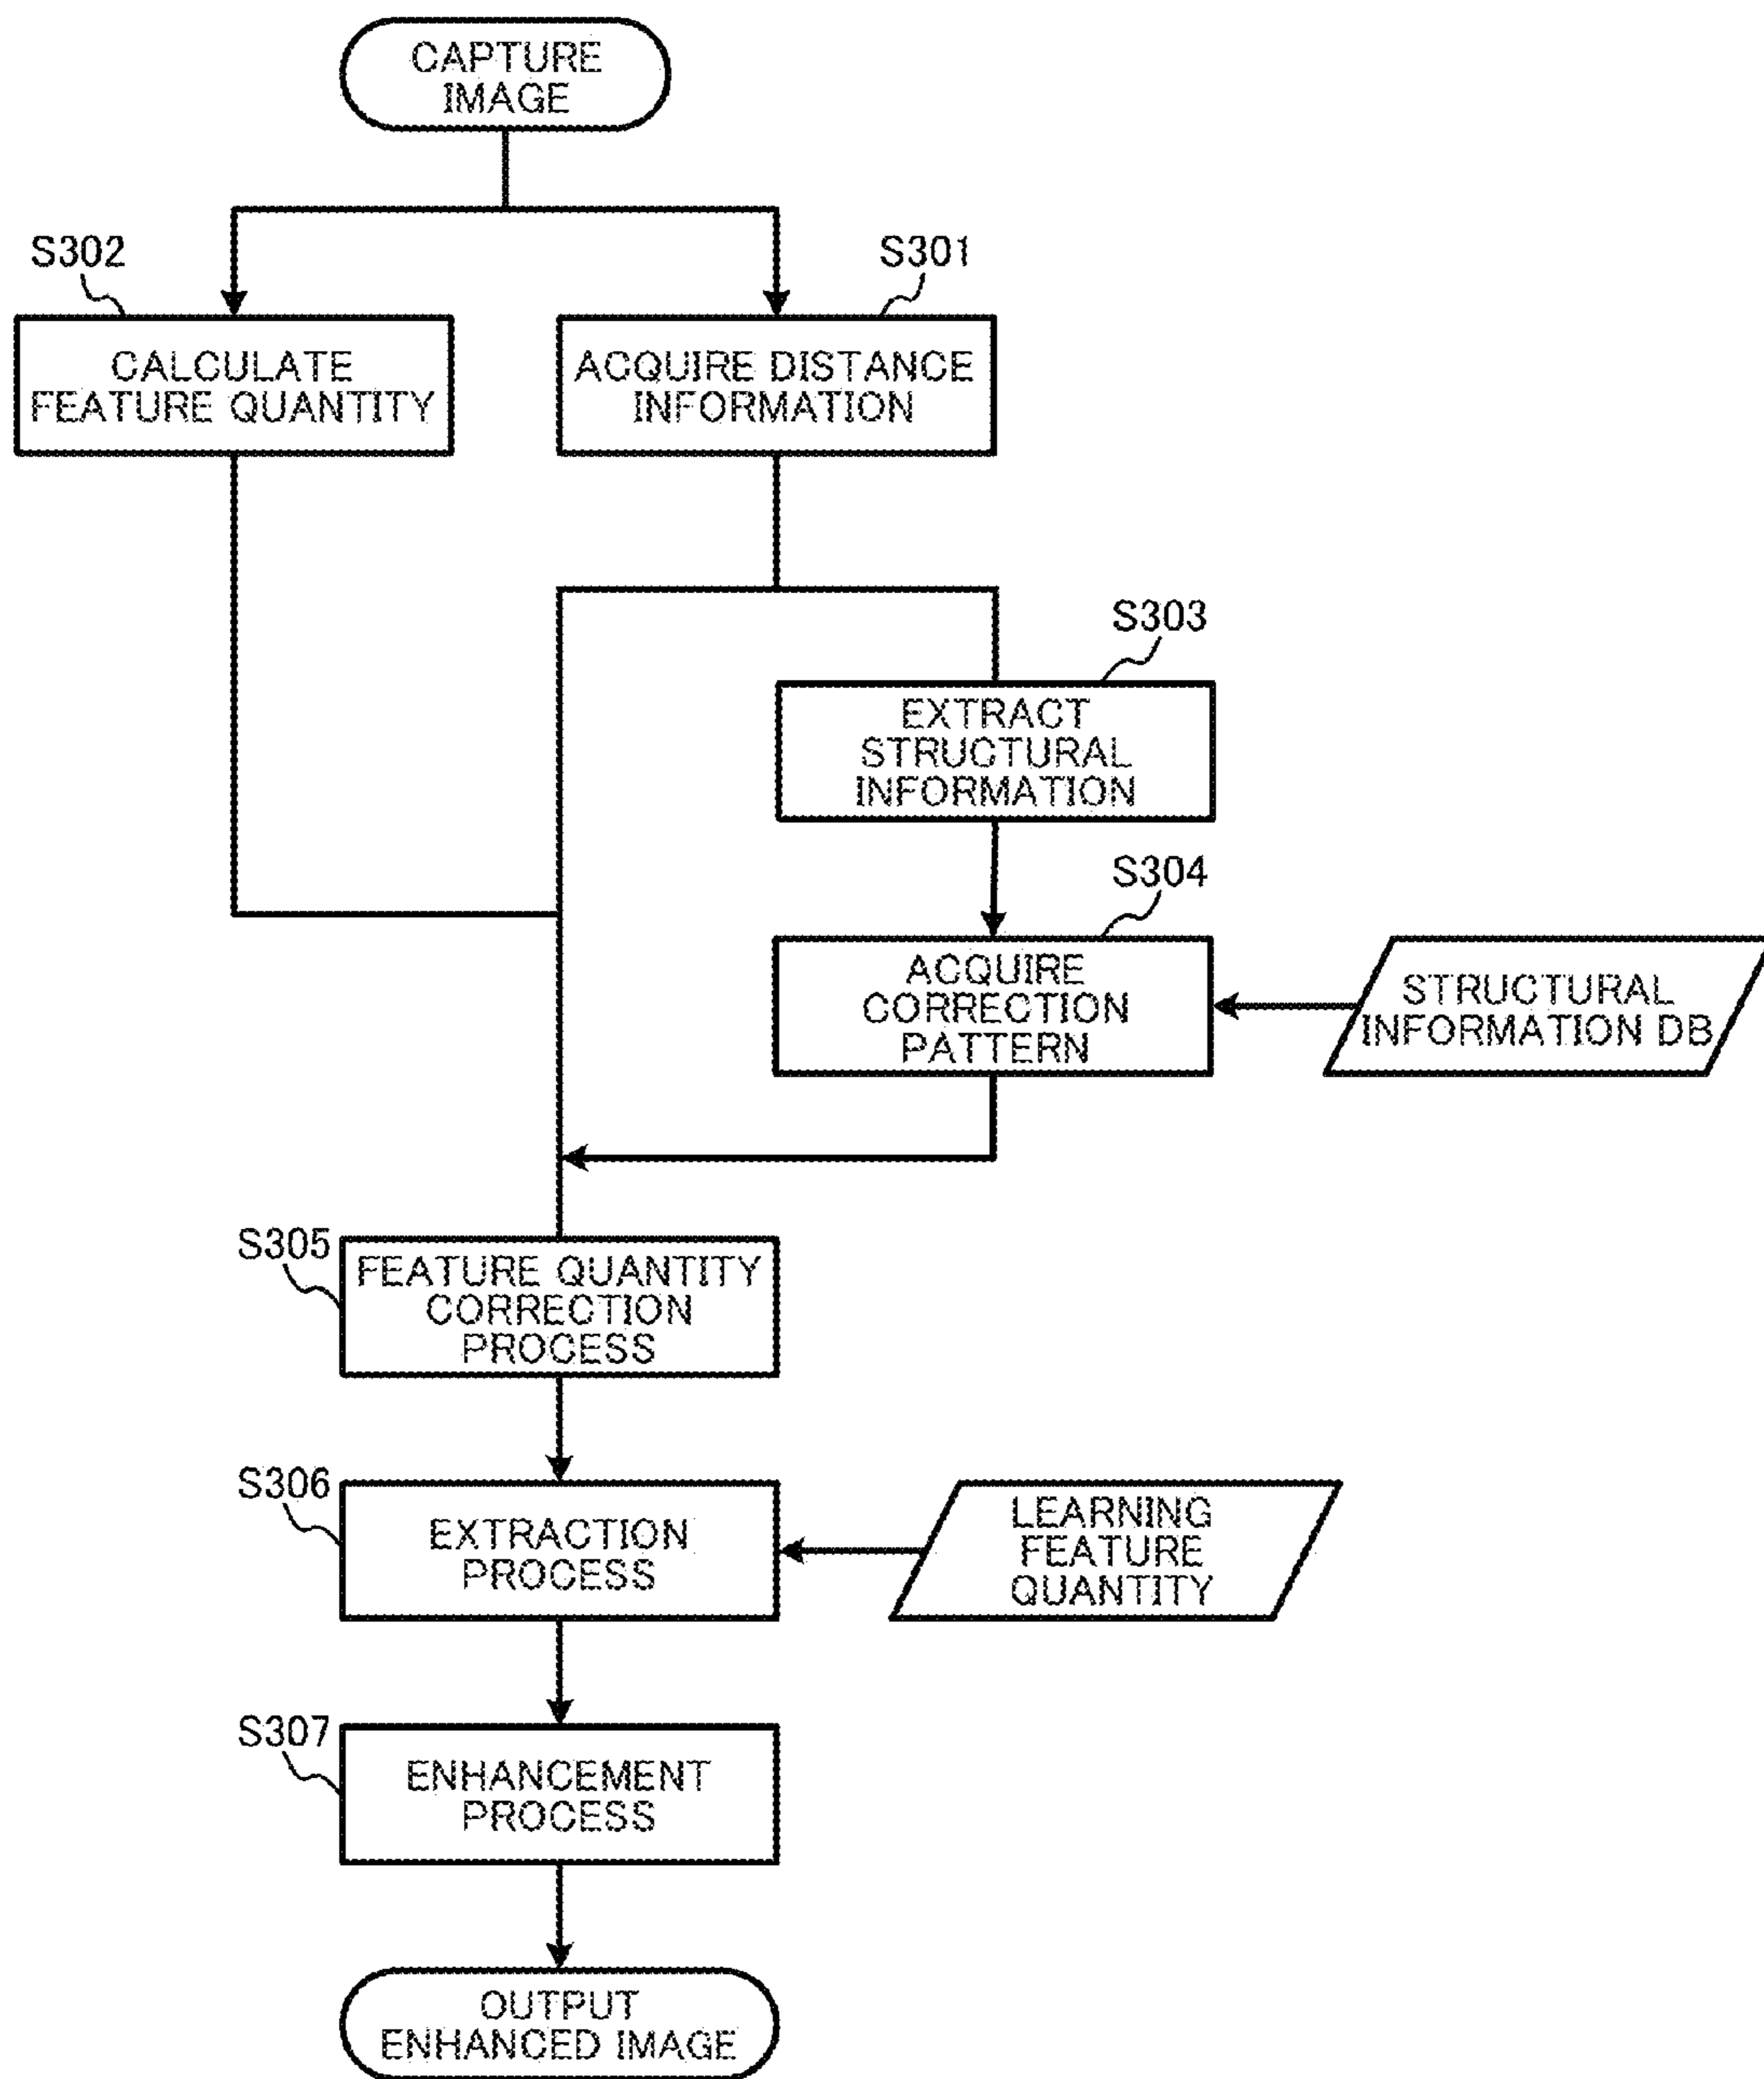 CAPTURE
IMAGE
S302
S301
CALCULATE
FEATURE QUANTITY
ACQUIRE DISTANCE
INFORMATION
S303
EXTRACT
STRUCTURAL
INFORMATION
S304
ACQUIRE
CORRECTION
PATTERN
STRUCTURAL
INFORMATION DB
S305
FEATURE QUANTITY
CORRECTION
PROCESS
S306
EXTRACTION
PROCESS
LEARNING
FEATURE
QUANTITY
S307
ENHANCEMENT
PROCESS
OUTPUT
ENHANCED IMAGE